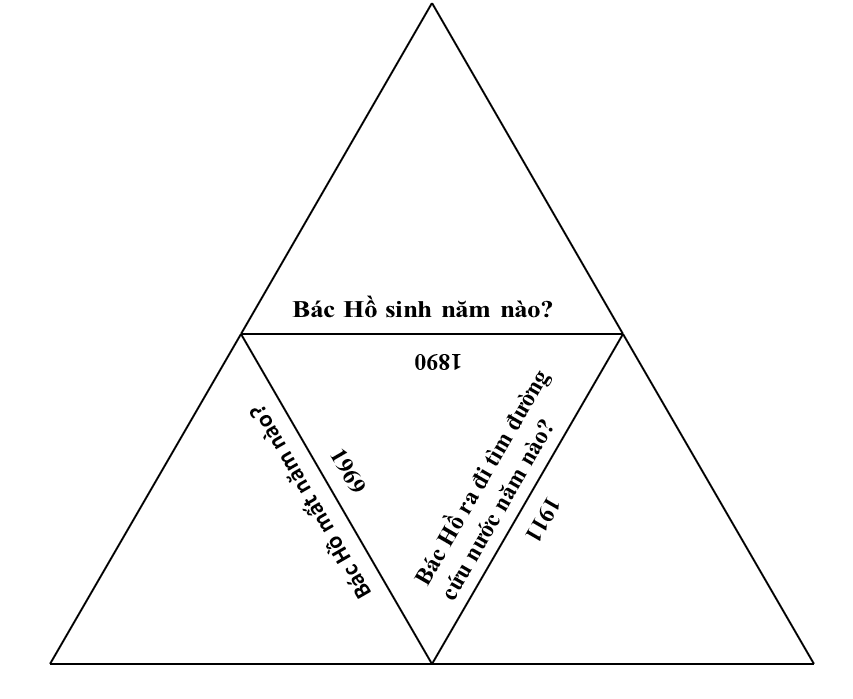 Bác Hồ sinh năm nào?
1890
Bác Hồ mất năm nào?
1969
Bác Hồ ra đi tìm đường
cứu nước năm nào?
1911